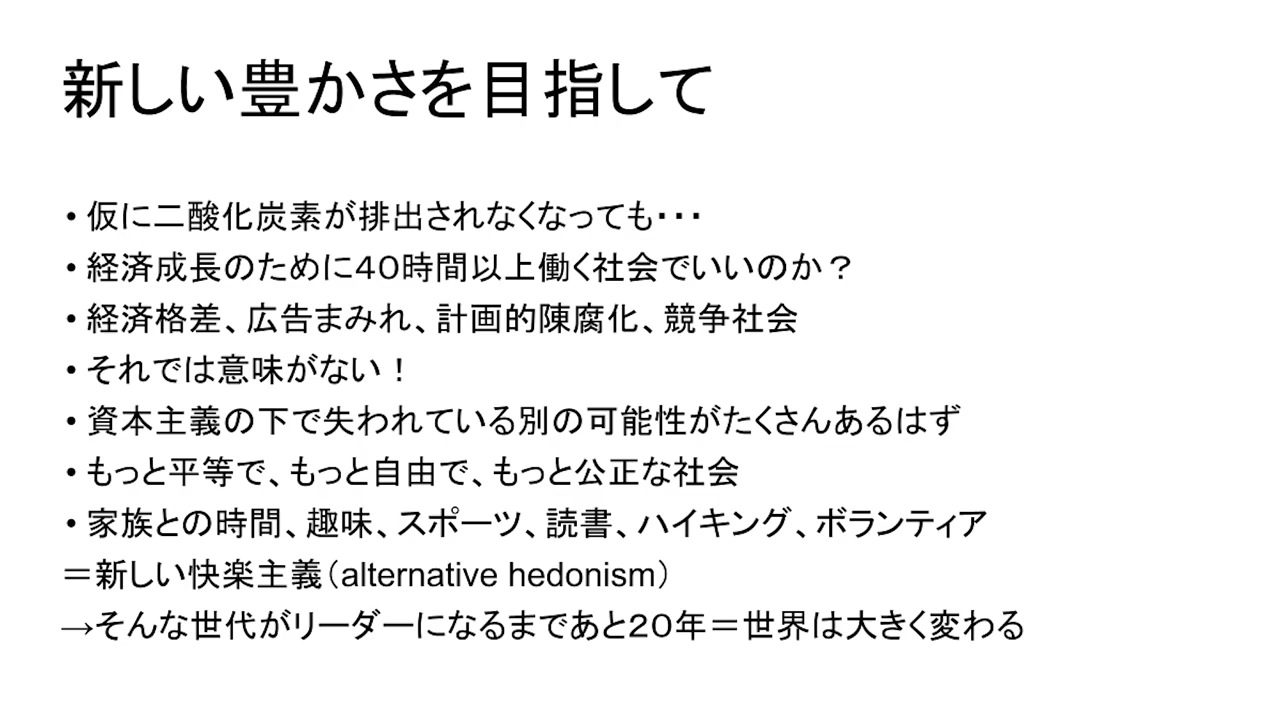 新しい豊かさを目指して
• 仮に二酸化炭素が排出されなくなっても・・・
• 経済成長のために４０時間以上働く社会でいいのか？
• 経済格差、広告まみれ、計画的陳腐化、競争社会
• それでは意味がない！
• 資本主義の下で失われている別の可能性がたくさんあるはず
• もっと平等で、もっと自由で、もっと公正な社会
• 家族との時間、趣味、スポーツ、読書、ハイキング、ボランティア
＝新しい快楽主義（alternative hedonism）
→そんな世代がリーダーになるまであと２０年＝世界は大きく変わる